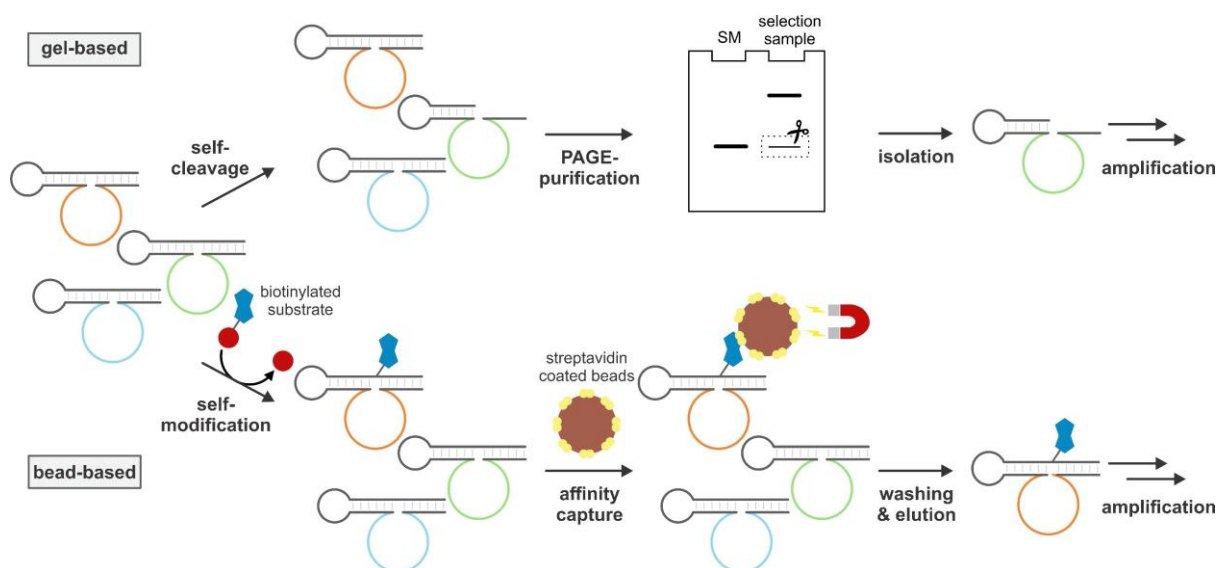 gel-based
self-
cleavage
PAGE-
purification
SM
selection
sample
isolation
amplification
biotinylated
substrate
self-
modification
bead-based
streptavidin
coated beads
affinity
capture
washing
& elution
amplification